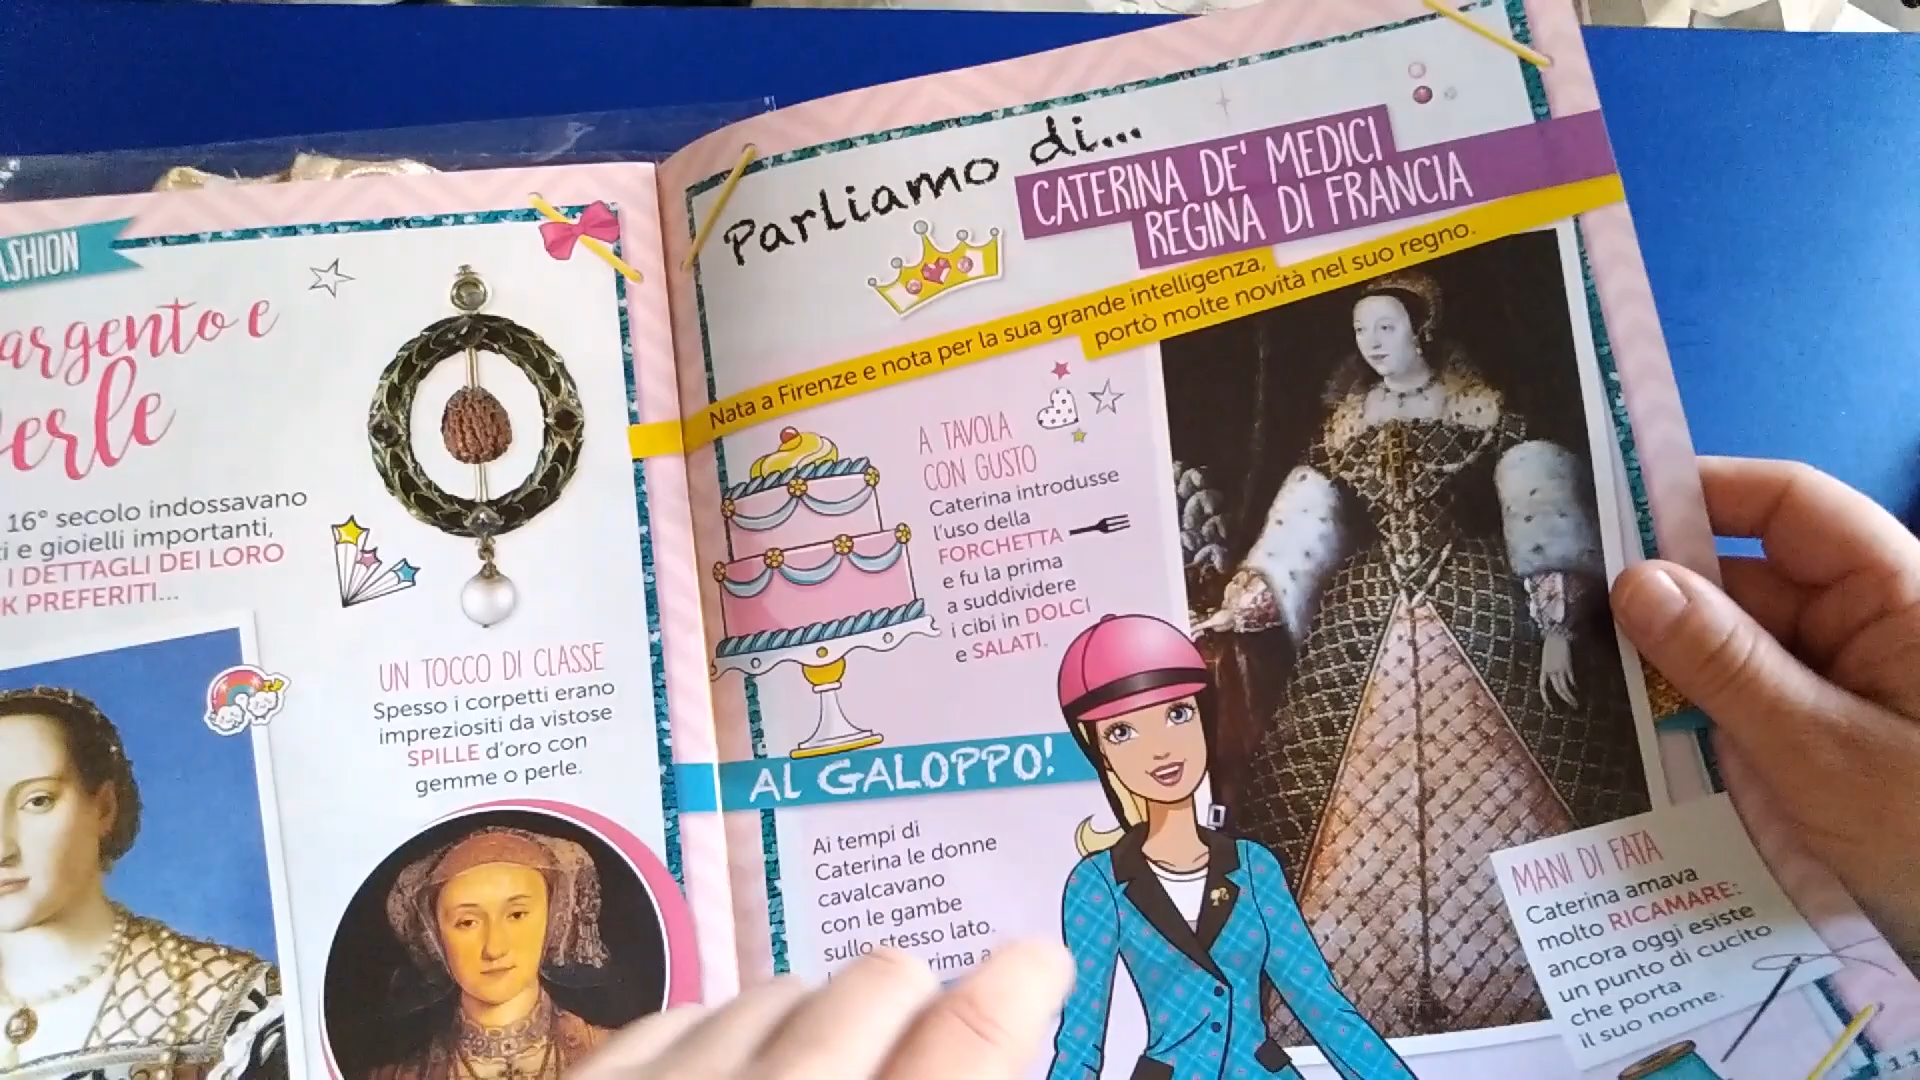 argento e
16° secolo indossavano
e gioielli importanti,
I DETTAGLI DEI LORO
PREFERITI...
UN TOCCO DI CLASSE
Spesso i corpetti erano
impreziositi da vistose
SPILLE d'oro con
gemme o perle.
Parliamo di...
CATERINA DE' MEDICI
REGINA DI FRANCIA
Nata a Firenze e nota per la sua grande intelligenza,
portò molte novità nel suo regno.
A TAVOLA
CON GUSTO
Caterina introdusse
l'uso della
FORCHETTA
e fu la prima
a suddividere
i cibi in DOLCI
e SALATI.
AL GALOPPO!
Ai tempi di
Caterina le donne
cavalcavano
con le gambe
sullo stesso lato.
MANI DI FATA
Caterina amava
molto RICAMARE:
ancora oggi esiste
un punto di cucito
che porta
il suo nome.